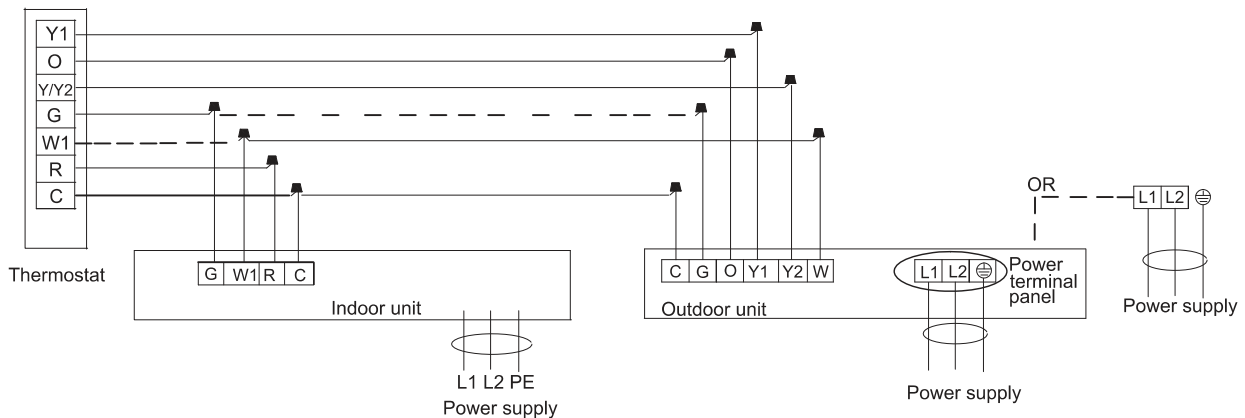 Y1
O
Y/Y2
G
W1
R
C
Thermostat
G W1 R C
Indoor unit
L1 L2 PE
Power supply
C G O Y1 Y2 W
Outdoor unit
L1 L2
Power
terminal
panel
Power supply
OR
L1 L2
Power supply